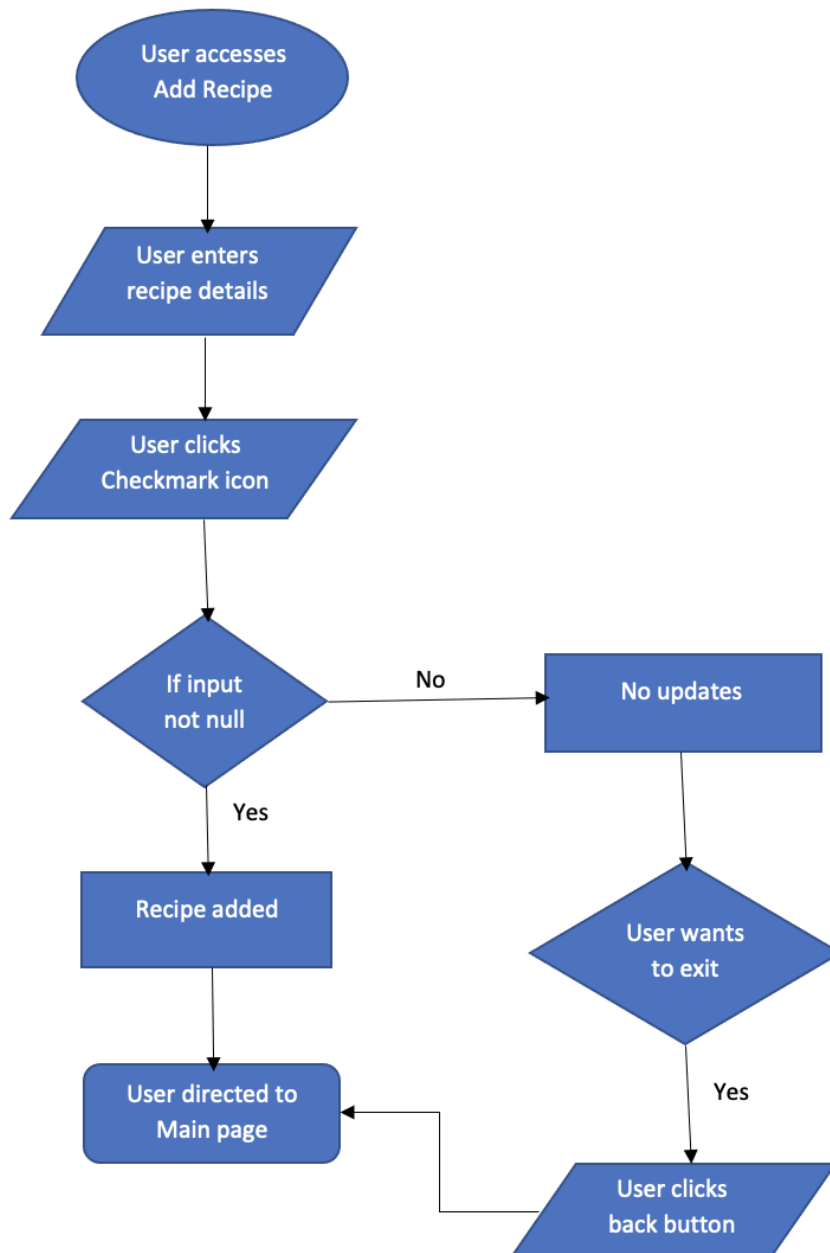 User accesses
Add Recipe
User enters
recipe details
User clicks
Checkmark icon
If input
not null
No
No updates
Yes
Recipe added
User wants
to exit
User directed to
Main page
Yes
User clicks
back button